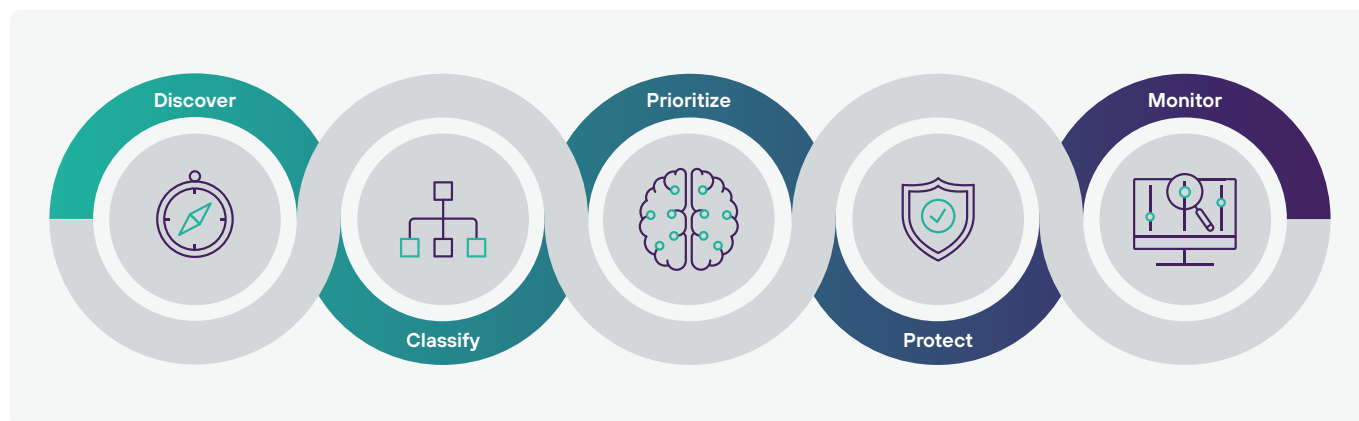 Discover
Classify
Prioritize
Protect
Monitor